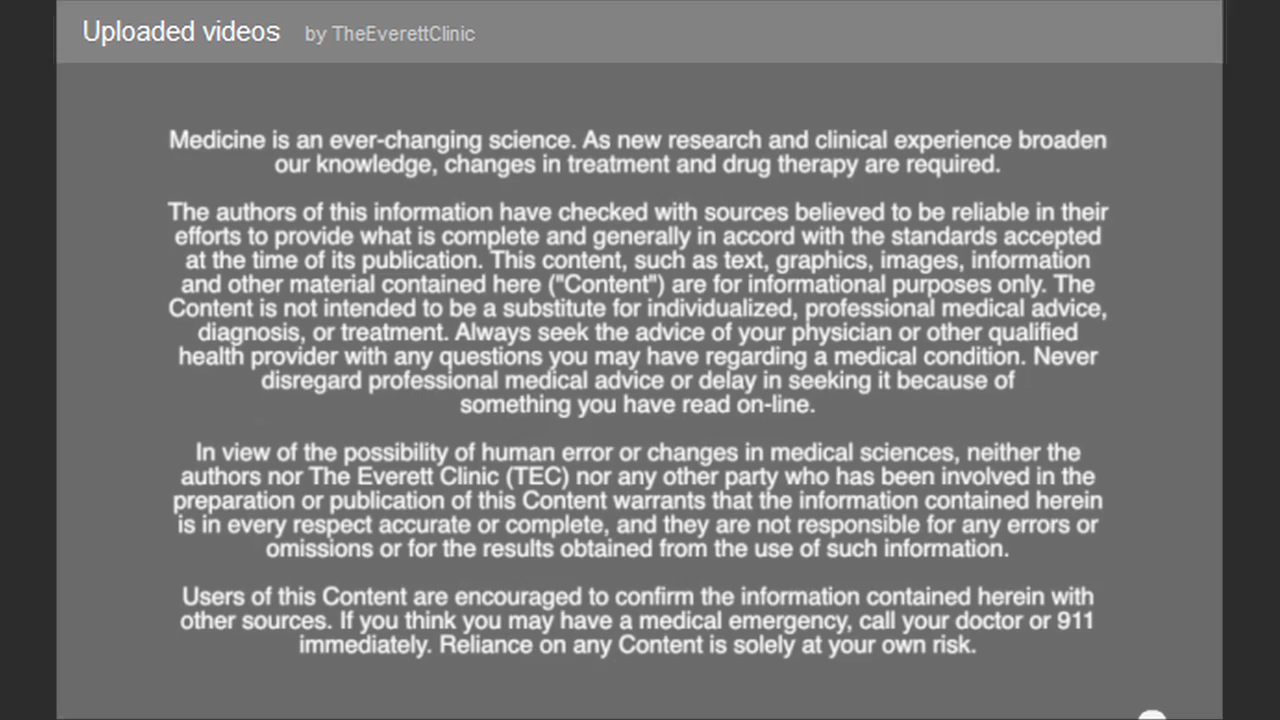 Uploaded videos by TheEverettClinic
Medicine is an ever-changing science. As new research and clinical experience broaden
our knowledge, changes in treatment and drug therapy are required.
The authors of this information have checked with sources believed to be reliable in their
efforts to provide what is complete and generally in accord with the standards accepted
at the time of its publication. This content, such as text, graphics, images, information
and other material contained here ("Content") are for informational purposes only. The
Content is not intended to be a substitute for individualized, professional medical advice,
diagnosis, or treatment. Always seek the advice of your physician or other qualified
health provider with any questions you may have regarding a medical condition. Never
disregard professional medical advice or delay in seeking it because of
something you have read on-line.
In view of the possibility of human error or changes in medical sciences, neither the
authors nor The Everett Clinic (TEC) nor any other party who has been involved in the
preparation or publication of this Content warrants that the information contained herein
is in every respect accurate or complete, and they are not responsible for any errors or
omissions or for the results obtained from the use of such information.
Users of this Content are encouraged to confirm the information contained herein with
other sources. If you think you may have a medical emergency, call your doctor or 911
immediately. Reliance on any Content is solely at your own risk.